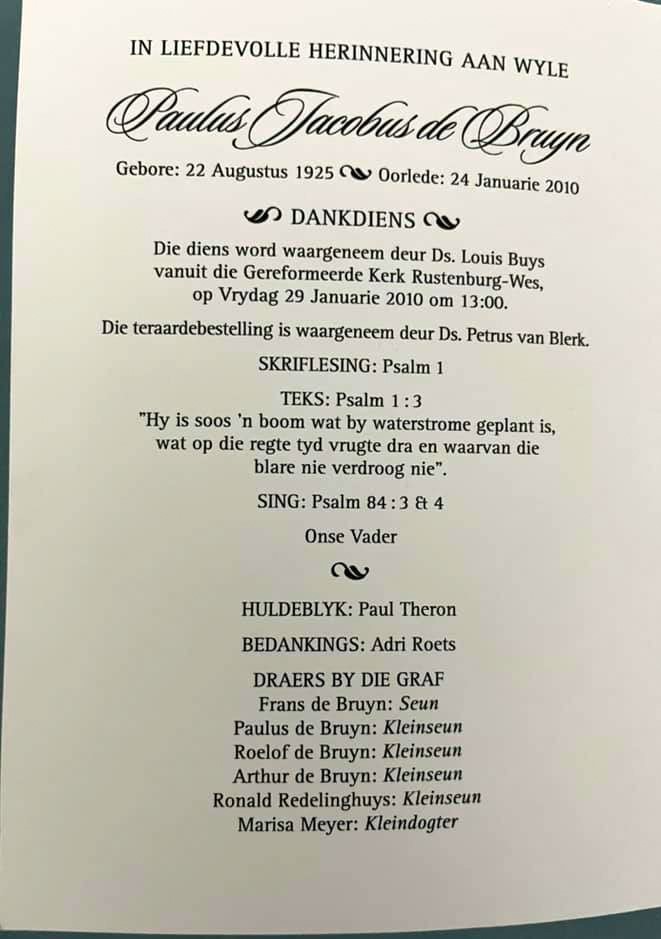 IN LIEFDEVOLLE HERINNERING AAN WYLE
Paulus Jacobus de Bruyn
Gebore: 22 Augustus 1925 Oorlede: 24 Januarie 2010
DANKDIENS
Die diens word waargeneem deur Ds. Louis Buys
vanuit die Gereformeerde Kerk Rustenburg-Wes,
op Vrydag 29 Januarie 2010 om 13:00.
Die teraardebestelling is waargeneem deur Ds. Petrus van Blerk.
SKRIFLESING: Psalm 1
TEKS: Psalm 1:3
"Hy is soos 'n boom wat by waterstrome geplant is,
wat op die regte tyd vrugte dra en waarvan die
blare nie verdroog nie".
SING: Psalm 84:3 & 4
Onse Vader
HULDEBLYK: Paul Theron
BEDANKINGS: Adri Roets
DRAERS BY DIE GRAF
Frans de Bruyn: Seun
Paulus de Bruyn: Kleinseun
Roelof de Bruyn: Kleinseun
Arthur de Bruyn: Kleinseun
Ronald Redelinghuys: Kleinseun
Marisa Meyer: Kleindogter